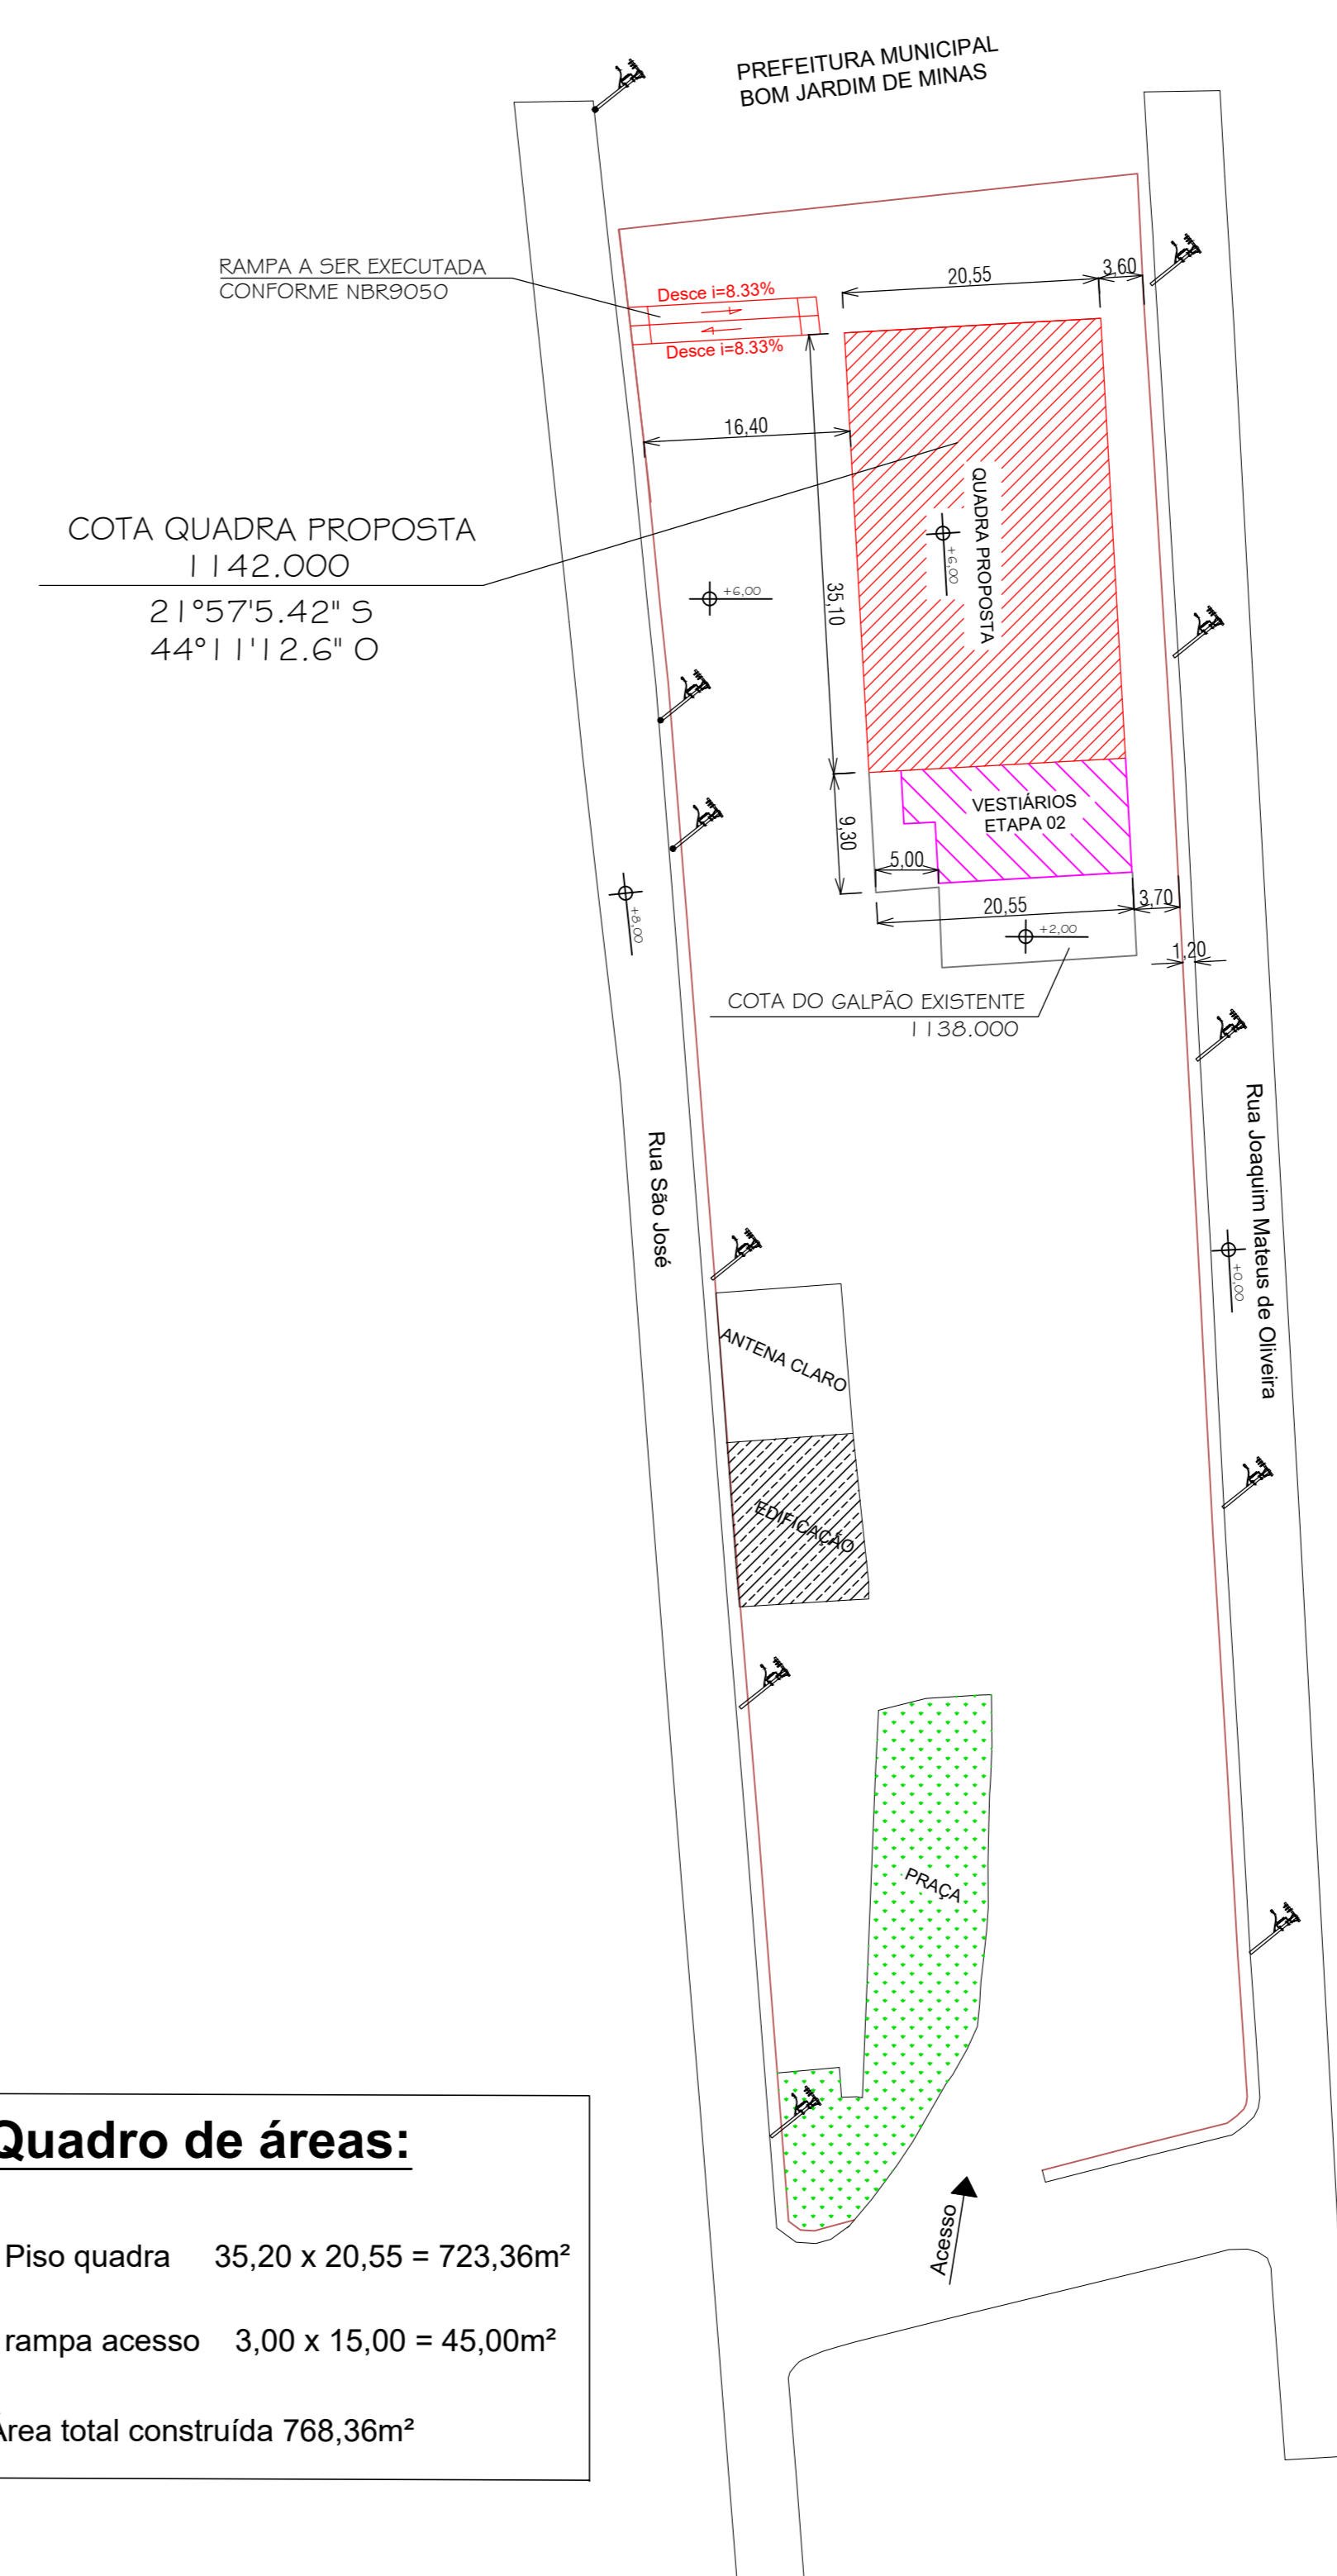 PREFEITURA MUNICIPAL
BOM JARDIM DE MINAS
RAMPA A SER EXECUTADA
CONFORME NBR9050
Desce i=8.33%
Desce i=8.33%
20,55
3,60
16,40
COTA QUADRA PROPOSTA
1142.000
21°57'5.42" S
44°11'12.6" O
QUADRA PROPOSTA
+6,00
+6,00
35,10
VESTIÁRIOS
ETAPA 02
9,30
5,00
20,55
3,70
+8,00
+2,00
1,20
COTA DO GALPÃO EXISTENTE
1138.000
Rua São José
Rua Joaquim Mateus de Oliveira
+0,00
ANTENA CLARO
EDIFICAÇÃO
PRAÇA
Acesso
Quadro de áreas:
Piso quadra 35,20 x 20,55 = 723,36m²
rampa acesso 3,00 x 15,00 = 45,00m²
Área total construída 768,36m²